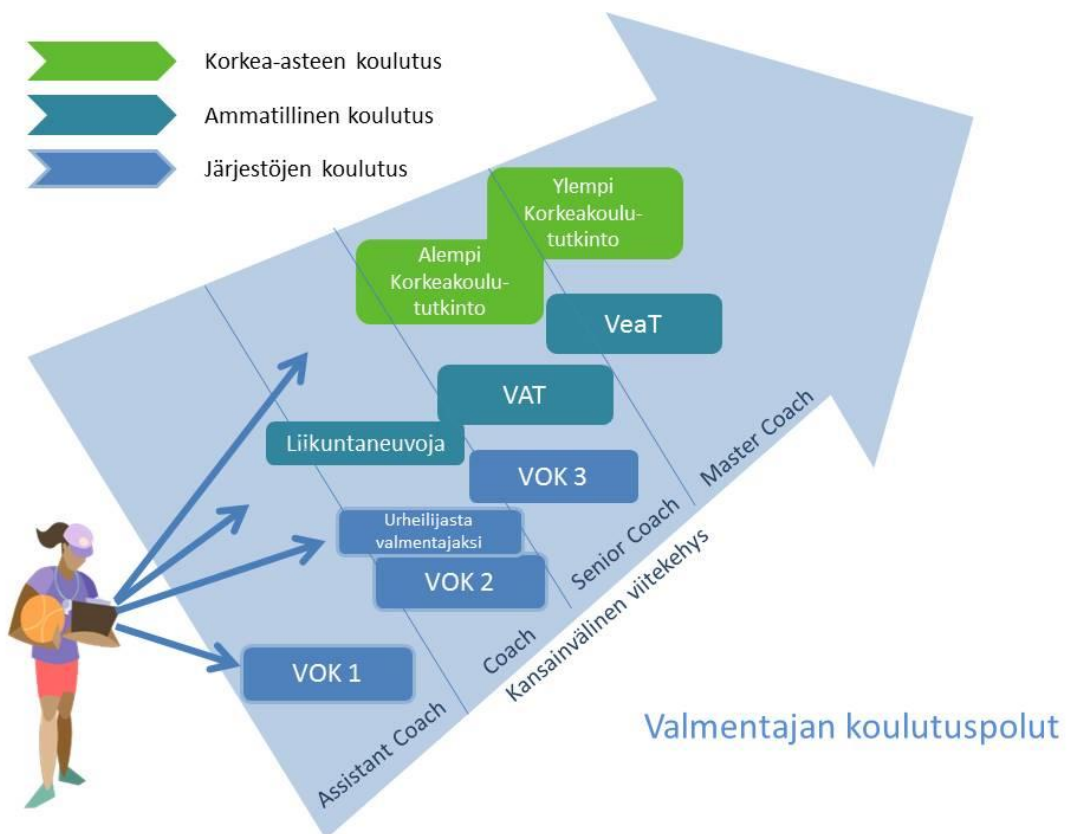 Korkea-asteen koulutus
Ammatillinen koulutus
Järjestöjen koulutus
Ylempi
Korkeakoulu-
tutkinto
Alempi
Korkeakoulu-
tutkinto
VeaT
VAT
Liikuntaneuvoja
VOK 3
Urheilijasta
valmentajaksi
VOK 2
VOK 1
Assistant Coach
Coach
Senior Coach
Master Coach
Kansainvälinen viitekehys
Valmentajan koulutuspolut